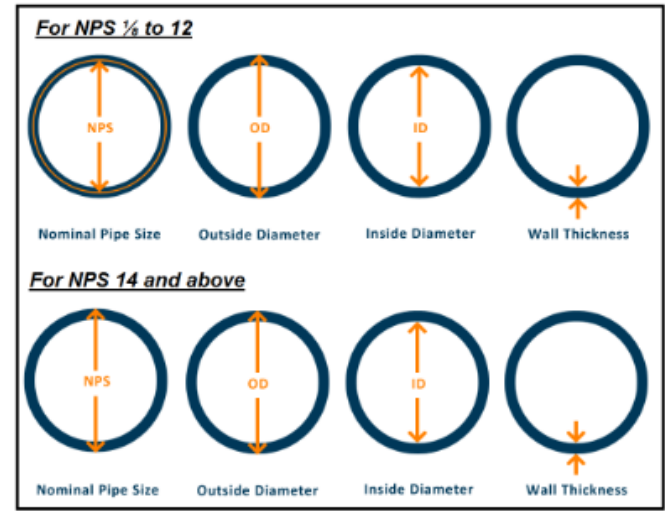 For NPS ⅛ to 12
NPS OD ID
Nominal Pipe Size Outside Diameter Inside Diameter Wall Thickness
For NPS 14 and above
NPS OD ID
Nominal Pipe Size Outside Diameter Inside Diameter Wall Thickness